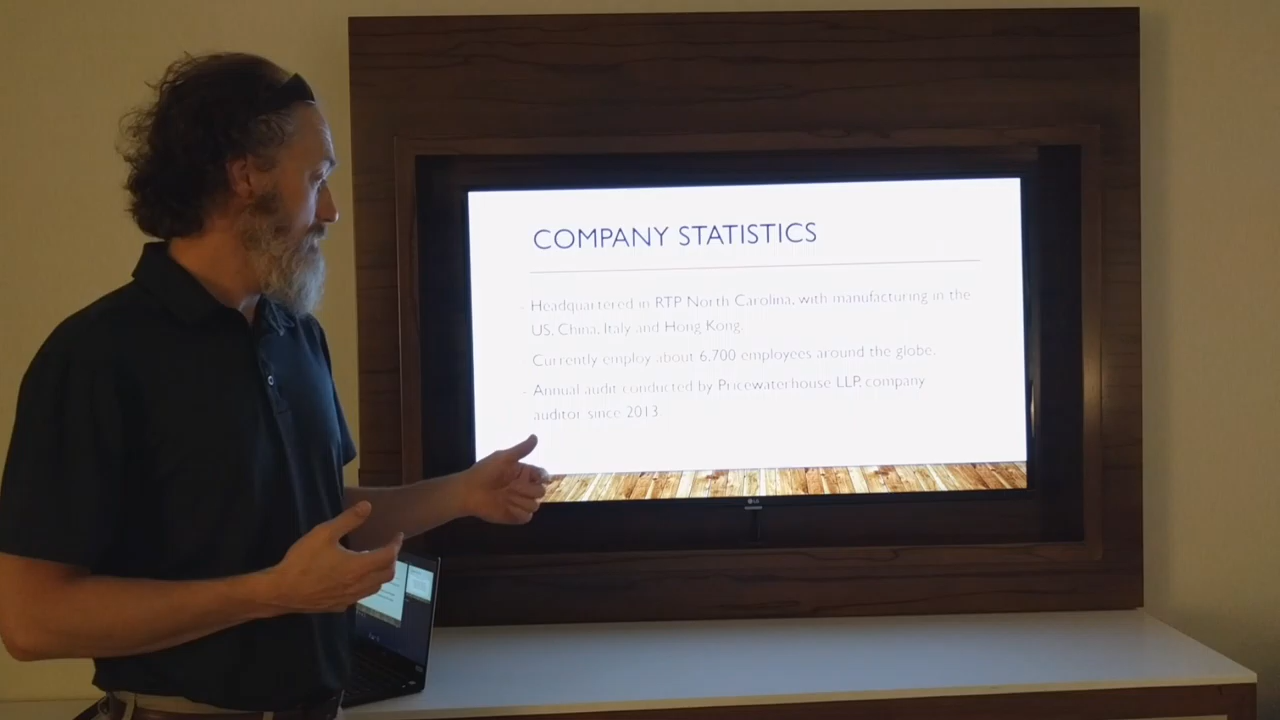 COMPANY STATISTICS
- Headquartered in RTP North Carolina, with manufacturing in the
US, China, Italy and Hong Kong.
- Currently employ about 6,700 employees around the globe.
- Annual audit conducted by Pricewaterhouse LLP, company
auditor since 2013
LG